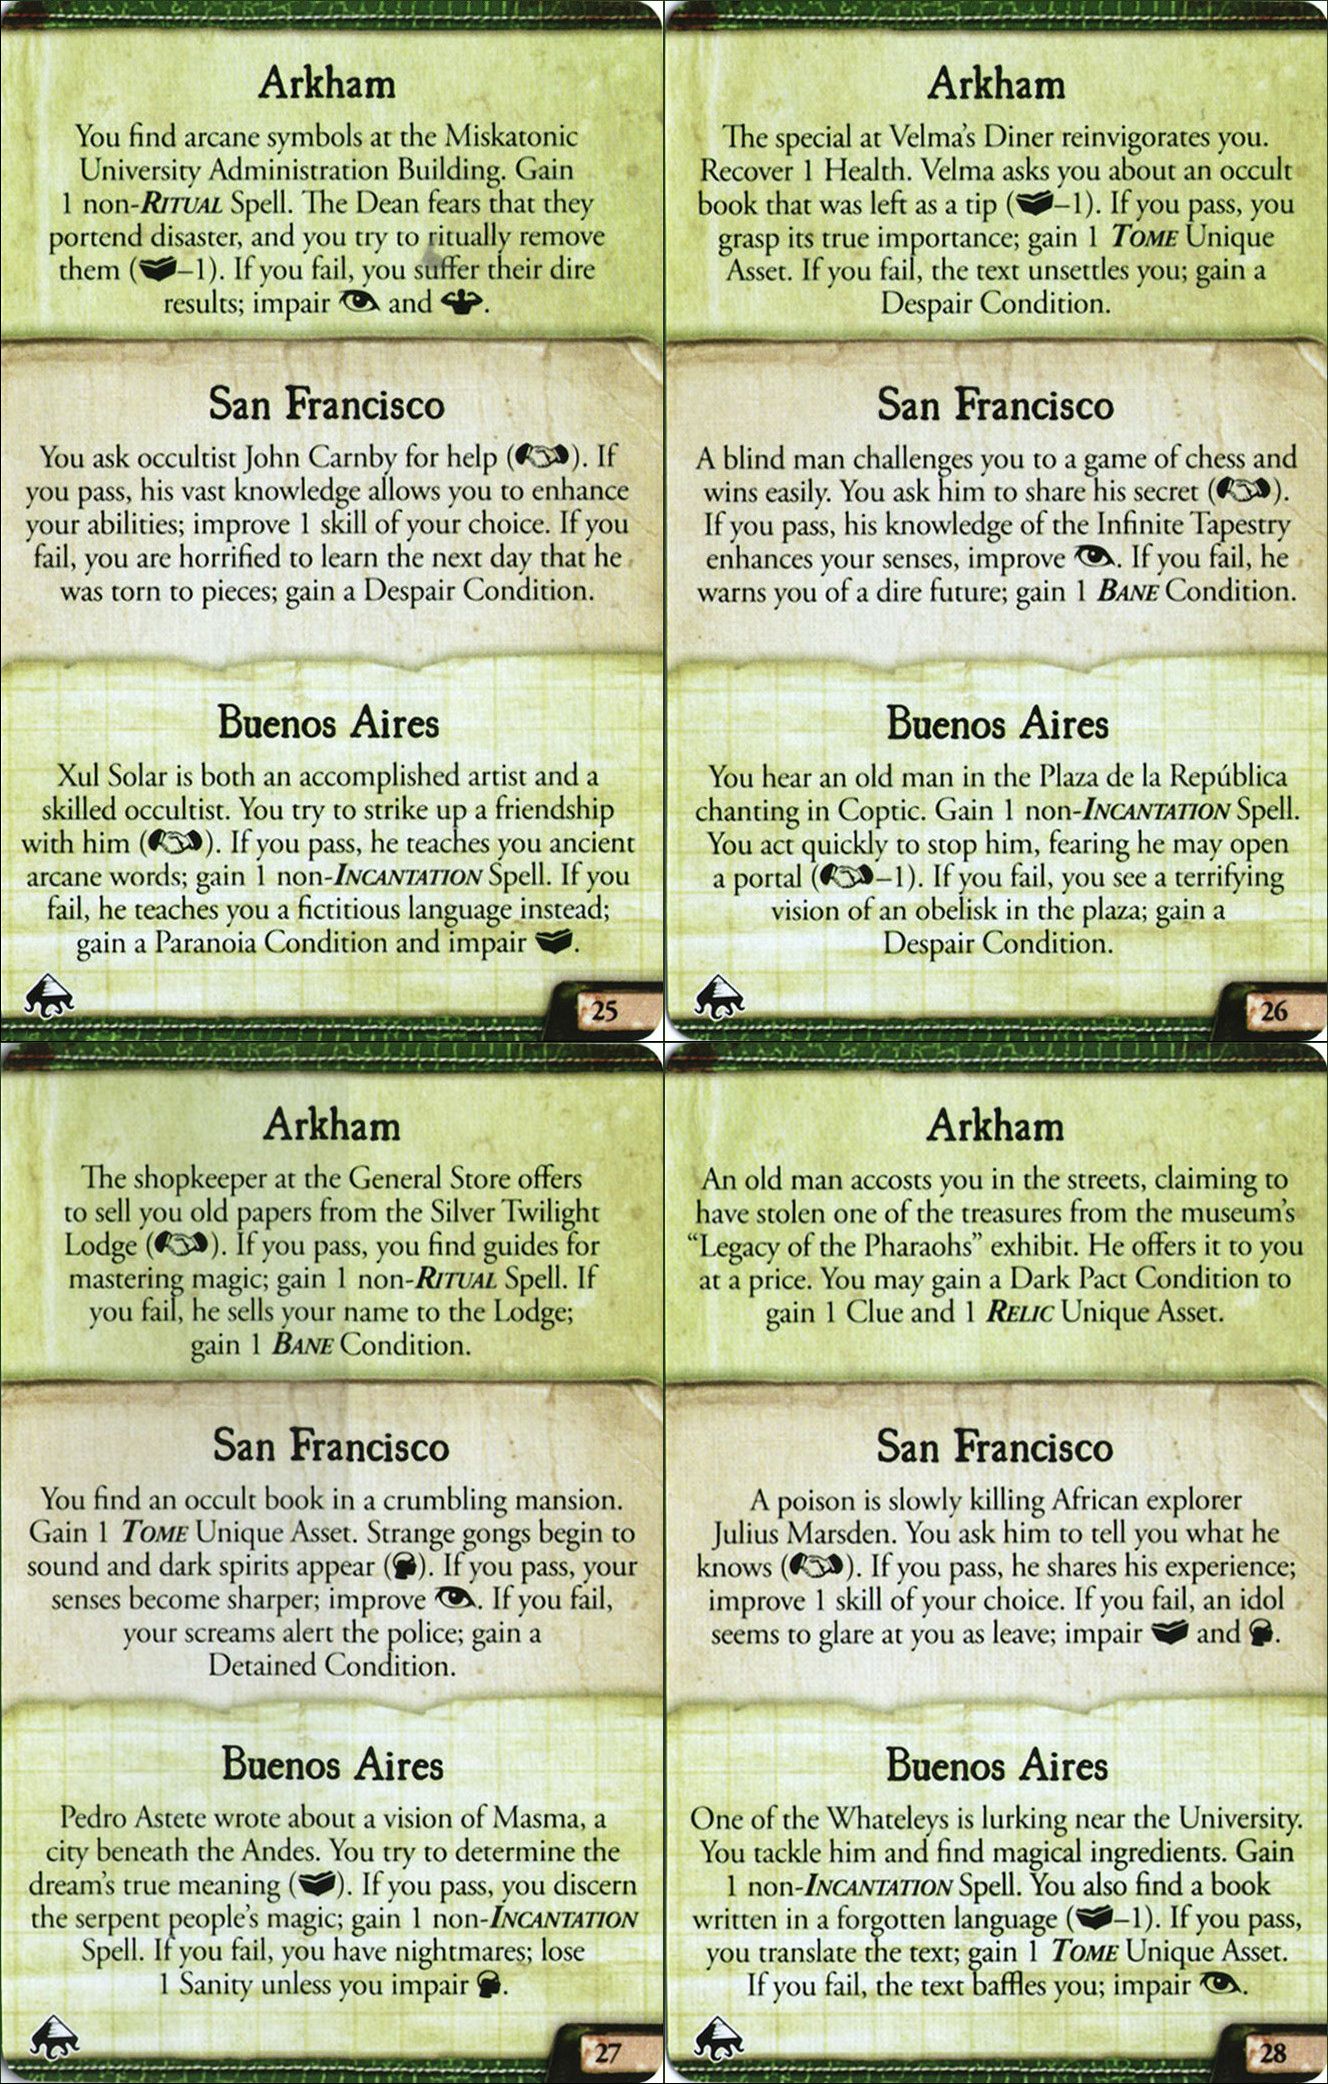 Arkham
You find arcane symbols at the Miskatonic
University Administration Building. Gain
1 non-RITUAL Spell. The Dean fears that they
portend disaster, and you try to ritually remove
them (–1). If you fail, you suffer their dire
results; impair and .
San Francisco
You ask occultist John Carnby for help (). If
you pass, his vast knowledge allows you to enhance
your abilities; improve 1 skill of your choice. If you
fail, you are horrified to learn the next day that he
was torn to pieces; gain a Despair Condition.
Buenos Aires
Xul Solar is both an accomplished artist and a
skilled occultist. You try to strike up a friendship
with him (). If you pass, he teaches you ancient
arcane words; gain 1 non-INCANTATION Spell. If you
fail, he teaches you a fictitious language instead;
gain a Paranoia Condition and impair .
25
Arkham
The special at Velma's Diner reinvigorates you.
Recover 1 Health. Velma asks you about an occult
book that was left as a tip (–1). If you pass, you
grasp its true importance; gain 1 TOME Unique
Asset. If you fail, the text unsettles you; gain a
Despair Condition.
San Francisco
A blind man challenges you to a game of chess and
wins easily. You ask him to share his secret ().
If you pass, his knowledge of the Infinite Tapestry
enhances your senses, improve . If you fail, he
warns you of a dire future; gain 1 BANE Condition.
Buenos Aires
You hear an old man in the Plaza de la República
chanting in Coptic. Gain 1 non-INCANTATION Spell.
You act quickly to stop him, fearing he may open
a portal (–1). If you fail, you see a terrifying
vision of an obelisk in the plaza; gain a
Despair Condition.
26
Arkham
The shopkeeper at the General Store offers
to sell you old papers from the Silver Twilight
Lodge (). If you pass, you find guides for
mastering magic; gain 1 non-RITUAL Spell. If
you fail, he sells your name to the Lodge;
gain 1 BANE Condition.
San Francisco
You find an occult book in a crumbling mansion.
Gain 1 TOME Unique Asset. Strange gongs begin to
sound and dark spirits appear (). If you pass, your
senses become sharper; improve . If you fail,
your screams alert the police; gain a
Detained Condition.
Buenos Aires
Pedro Astete wrote about a vision of Masma, a
city beneath the Andes. You try to determine the
dream's true meaning (). If you pass, you discern
the serpent people's magic; gain 1 non-INCANTATION
Spell. If you fail, you have nightmares; lose
1 Sanity unless you impair .
27
Arkham
An old man accosts you in the streets, claiming to
have stolen one of the treasures from the museum's
“Legacy of the Pharaohs” exhibit. He offers it to you
at a price. You may gain a Dark Pact Condition to
gain 1 Clue and 1 RELIC Unique Asset.
San Francisco
A poison is slowly killing African explorer
Julius Marsden. You ask him to tell you what he
knows (). If you pass, he shares his experience;
improve 1 skill of your choice. If you fail, an idol
seems to glare at you as leave; impair and .
Buenos Aires
One of the Whateleys is lurking near the University.
You tackle him and find magical ingredients. Gain
1 non-INCANTATION Spell. You also find a book
written in a forgotten language (–1). If you pass,
you translate the text; gain 1 TOME Unique Asset.
If you fail, the text baffles you; impair .
28